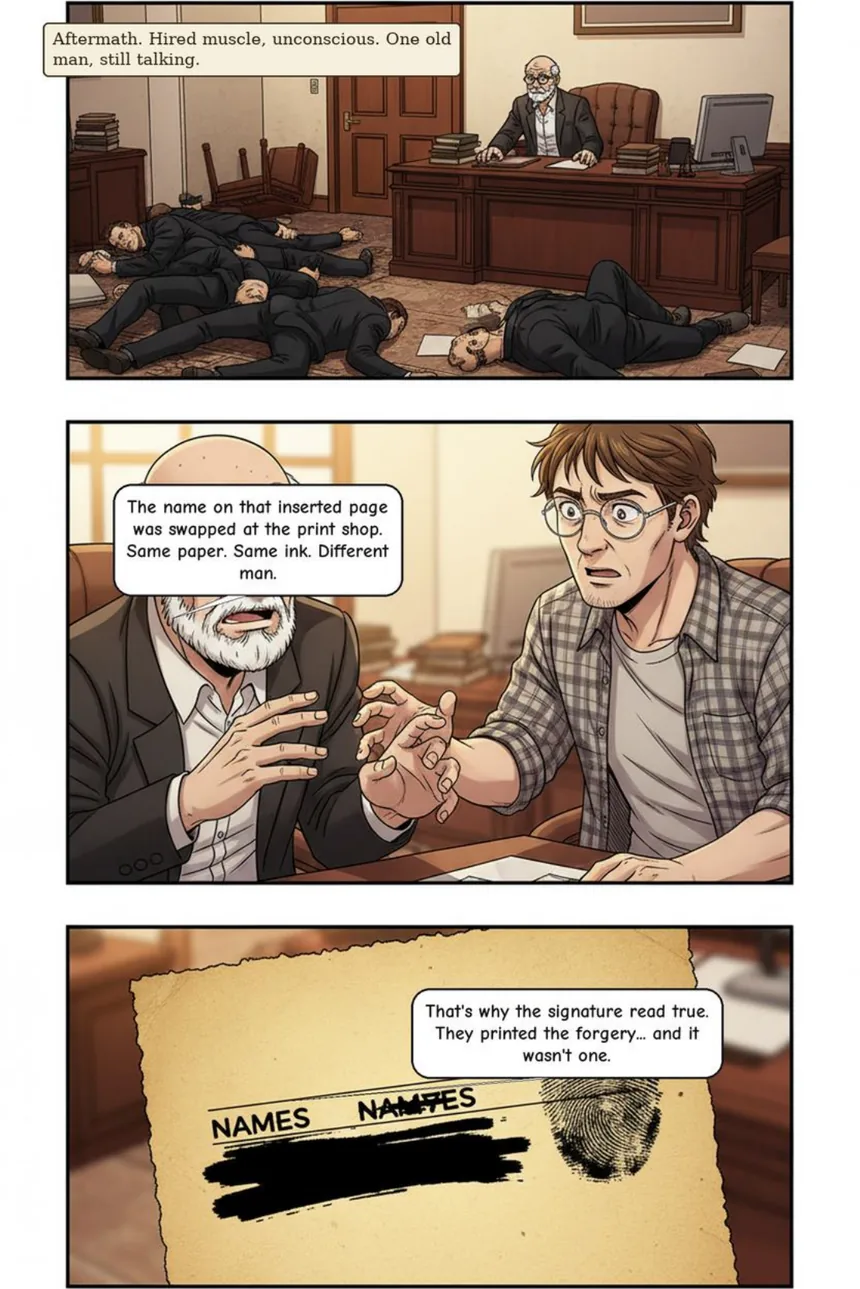 Aftermath. Hired muscle, unconscious. One old
man, still talking.
The name on that inserted page
was swapped at the print shop.
Same paper. Same ink. Different
man.
That's why the signature read true.
They printed the forgery... and it
wasn't one.
NAMES